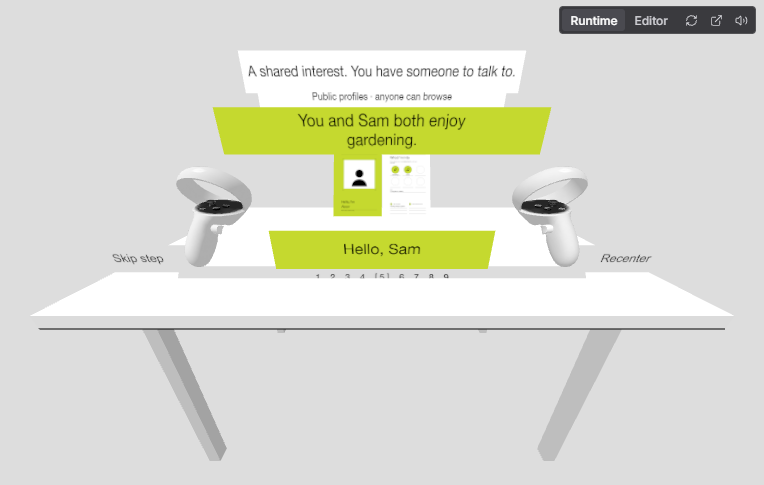 Runtime Editor
A shared interest. You have someone to talk to.
Public profiles - anyone can browse
You and Sam both enjoy
gardening.
Hello, Sam
Skip step
Recenter
1 2 3 4 [5] 6 7 8 9